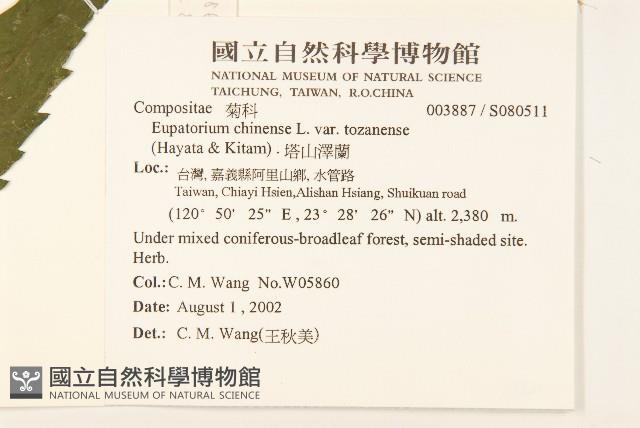 國立自然科學博物館
NATIONAL MUSEUM OF NATURAL SCIENCE
TAICHUNG, TAIWAN, R.O.CHINA
Compositae 菊科 003887 / S080511
Eupatorium chinense L. var. tozanense
(Hayata & Kitam) . 塔山澤蘭
Loc.: 台灣, 嘉義縣阿里山鄉, 水管路
Taiwan, Chiayi Hsien,Alishan Hsiang, Shuikuan road
(120° 50' 25" E , 23° 28' 26" N) alt. 2,380 m.
Under mixed coniferous-broadleaf forest, semi-shaded site.
Herb.
Col.: C. M. Wang No.W05860
Date: August 1 , 2002
Det.: C. M. Wang(王秋美)
國立自然科學博物館
NATIONAL MUSEUM OF NATURAL SCIENCE